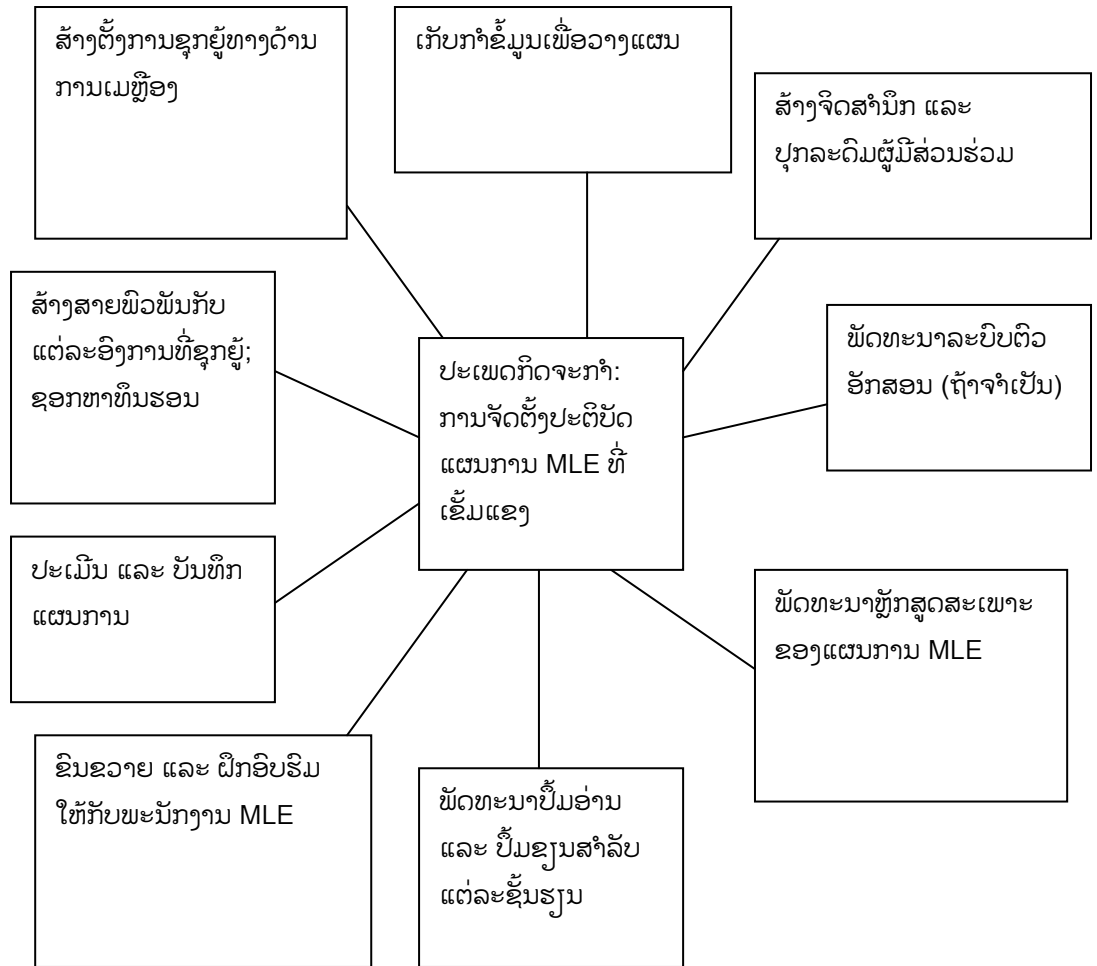 ສ້າງຕັ້ງການຊຸກຍູ້ທາງດ້ານ
ການເມຫຼືອງ
ເກັບກຳຂໍ້ມູນເພື່ອວາງແຜນ
ສ້າງຈິດສຳນຶກ ແລະ
ປຸກລະດົມຜູ້ມີສ່ວນຮ່ວມ
ສ້າງສາຍພົວພັນກັບ
ແຕ່ລະອົງການທີ່ຊຸກຍູ້;
ຊອກຫາທຶນຮອນ
ປະເພດກິດຈະກຳ:
ການຈັດຕັ້ງປະຕິບັດ
ແຜນການ MLE ທີ່
ເຂັ້ມແຂງ
ພັດທະນາລະບົບຕົວ
ອັກສອນ (ຖ້າຈຳເປັນ)
ປະເມີນ ແລະ ບັນທຶກ
ແຜນການ
ພັດທະນາຫຼັກສູດສະເພາະ
ຂອງແຜນການ MLE
ຂົນຂວາຍ ແລະ ຝຶກອົບຮົມ
ໃຫ້ກັບພະນັກງານ MLE
ພັດທະນາປຶ້ມອ່ານ
ແລະ ປຶ້ມຂຽນສຳລັບ
ແຕ່ລະຊັ້ນຮຽນ